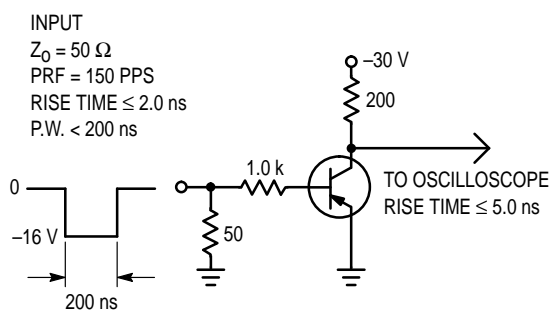 INPUT
Zo = 50 Ω
PRF = 150 PPS
RISE TIME ≤ 2.0 ns
P.W. < 200 ns
–30 V
200
1.0 k
TO OSCILLOSCOPE
RISE TIME ≤ 5.0 ns
0
50
–16 V
200 ns